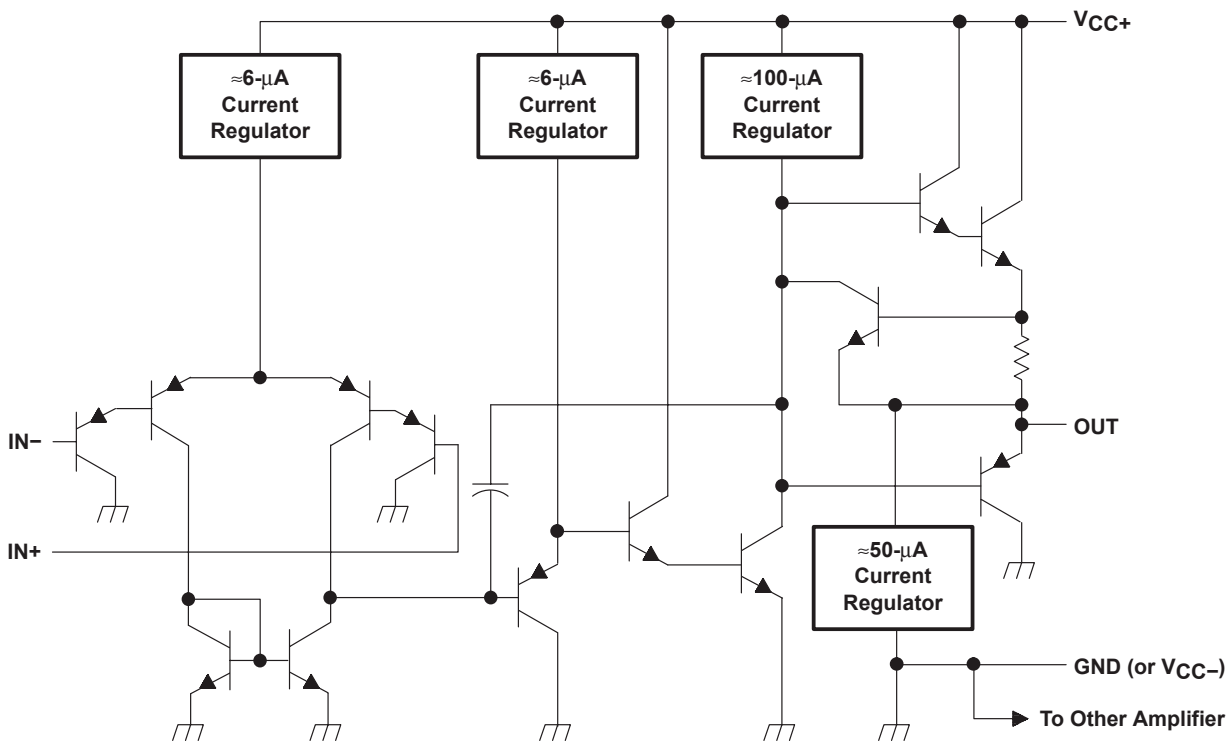 VCC+
≈6-μA
Current
Regulator
≈6-μA
Current
Regulator
≈100-μA
Current
Regulator
IN−
OUT
IN+
≈50-μA
Current
Regulator
GND (or VCC−)
To Other Amplifier